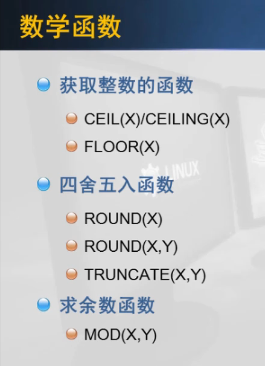 数学函数
获取整数的函数
CEIL(X)/CEILING(X)
FLOOR(X)
LINUX
四舍五入函数
ROUND(X)
ROUND(X,Y)
TRUNCATE(X,Y)
求余数函数
MOD(X,Y)